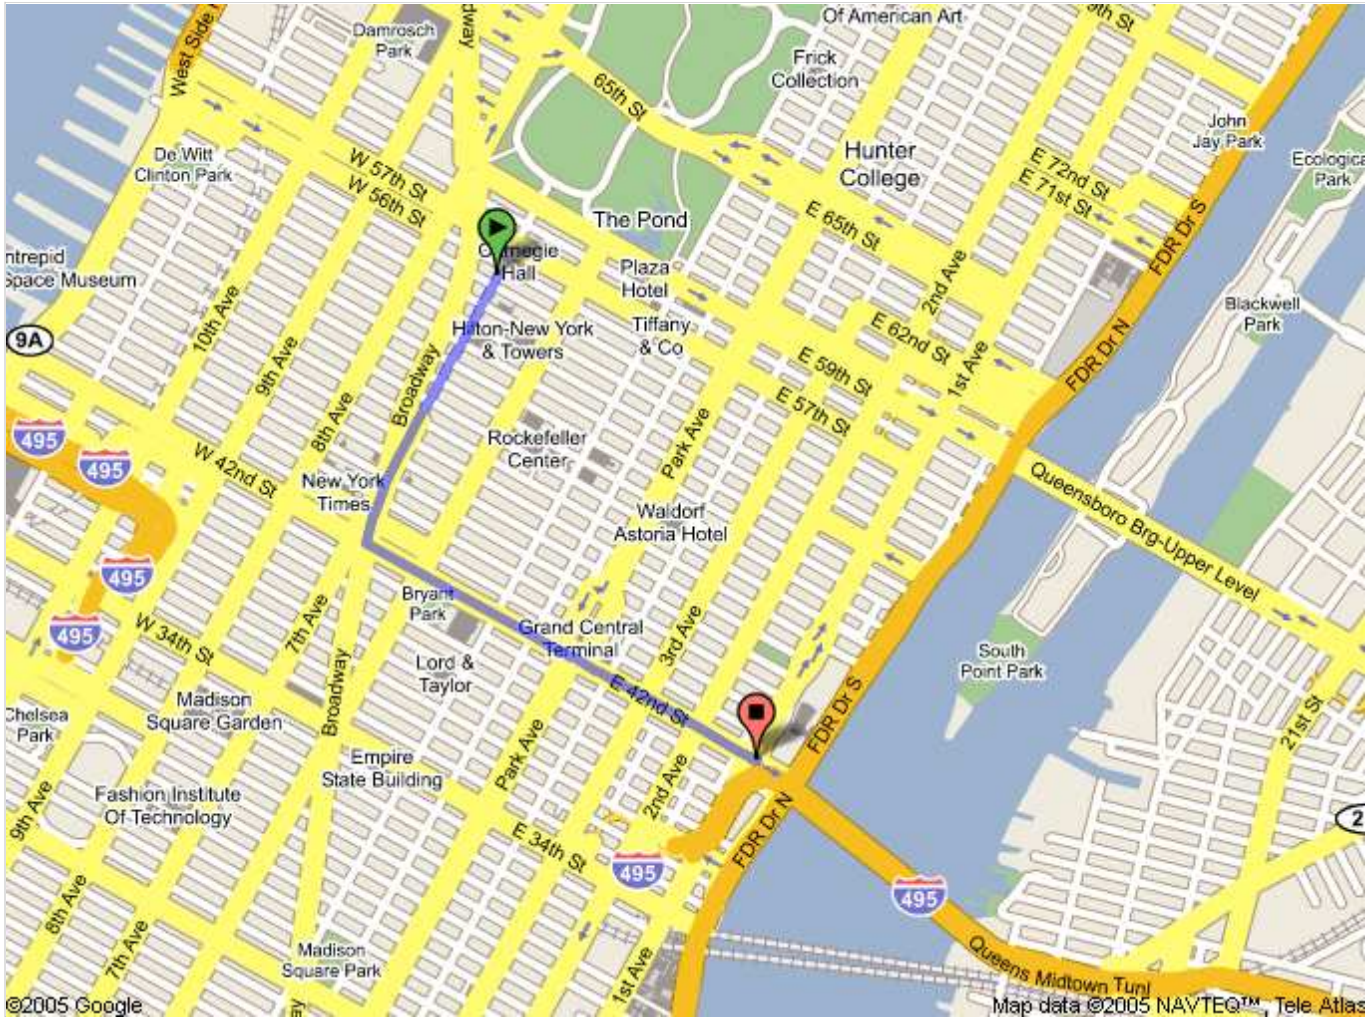 Of American Art
Damrosch
Park
dway
9th St
West Side
Frick
Collection
65th St
John
Jay Park
De Witt
Clinton Park
W 57th St
W 56th St
Hunter
College
E 72nd St
E 71st St
Ecologica
Park
The Pond
E 65th St
FDR Dr S
Carnegie
Hall
ntrepid
Space Museum
Plaza
Hotel
2nd Ave
Blackwell
Park
10th Ave
9A
Hilton-New York
& Towers
Tiffany
& Co
E 62nd St
FDR Dr N
9th Ave
Broadway
E 59th St
1st Ave
E 57th St
8th Ave
495
495
W 42nd St
Rockefeller
Center
Park Ave
New York
Times
Waldorf
Astoria Hotel
Queensboro Brg-Upper Level
495
Bryant
Park
495
W 34th St
7th Ave
Grand Central
Terminal
3rd Ave
South
Point Park
Lord &
Taylor
E 42nd St
Broadway
Madison
Square Garden
Chelsea
Park
FDR Dr S
21st St
Empire
State Building
Park Ave
2nd Ave
Fashion Institute
Of Technology
9th Ave
FDR Dr N
E 34th St
495
495
2
8th Ave
7th Ave
Madison
Square Park
1st Ave
Queens Midtown Tunl
©2005 Google
Map data ©2005 NAVTEQ™, Tele Atlas